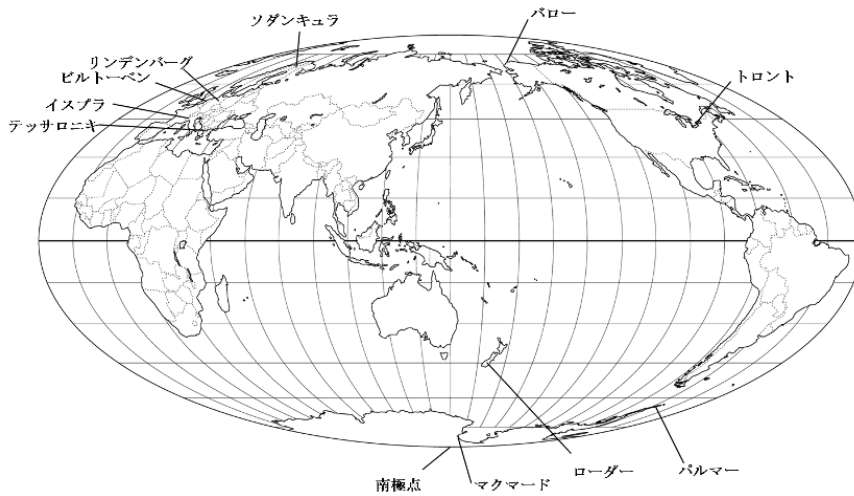 ソダンキュラ
バロー
リンデンバーグ
ビルトーベン
トロント
イスプラ
テッサロニキ
ローダー
パルマー
南極点
マクマード